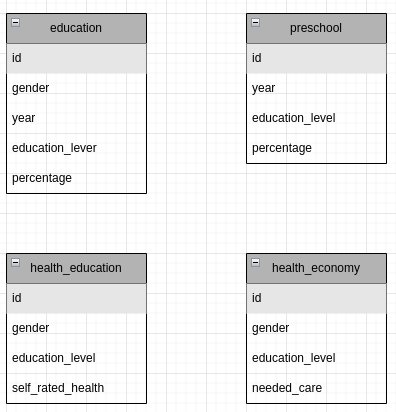 education
id
gender
year
education_lever
percentage
preschool
id
year
education_level
percentage
health_education
id
gender
education_level
self_rated_health
health_economy
id
gender
education_level
needed_care